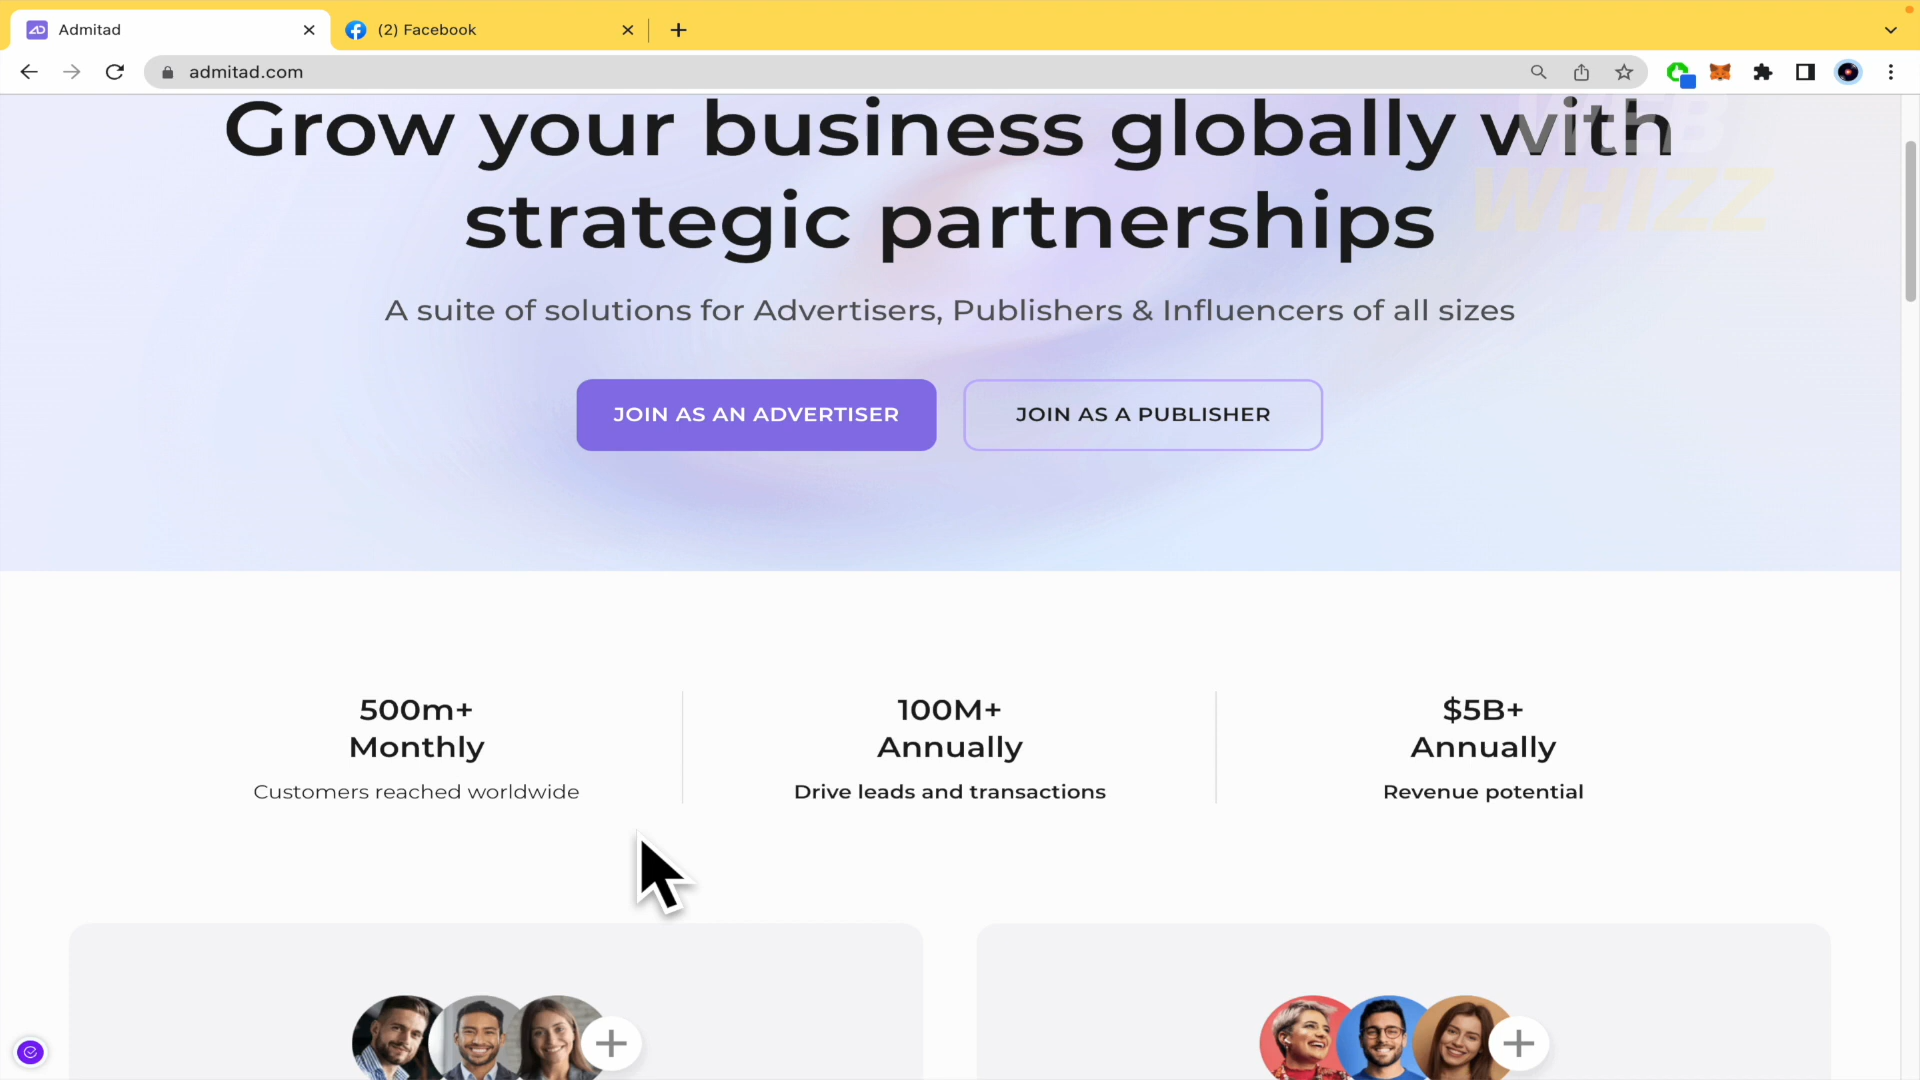 Admitad
(2) Facebook
admitad.com
Grow your business globally with
strategic partnerships
WEB
WHIZZ
A suite of solutions for Advertisers, Publishers & Influencers of all sizes
JOIN AS AN ADVERTISER
JOIN AS A PUBLISHER
500m+
Monthly
Customers reached worldwide
100M+
Annually
Drive leads and transactions
$5B+
Annually
Revenue potential